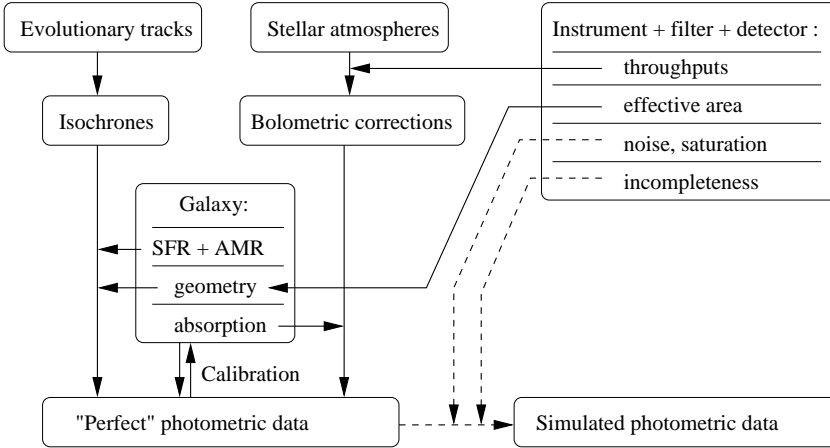 Evolutionary tracks
Stellar atmospheres
Instrument + filter + detector :
throughputs
effective area
noise, saturation
incompleteness
Isochrones
Bolometric corrections
Galaxy:
SFR + AMR
geometry
absorption
Calibration
"Perfect" photometric data
Simulated photometric data